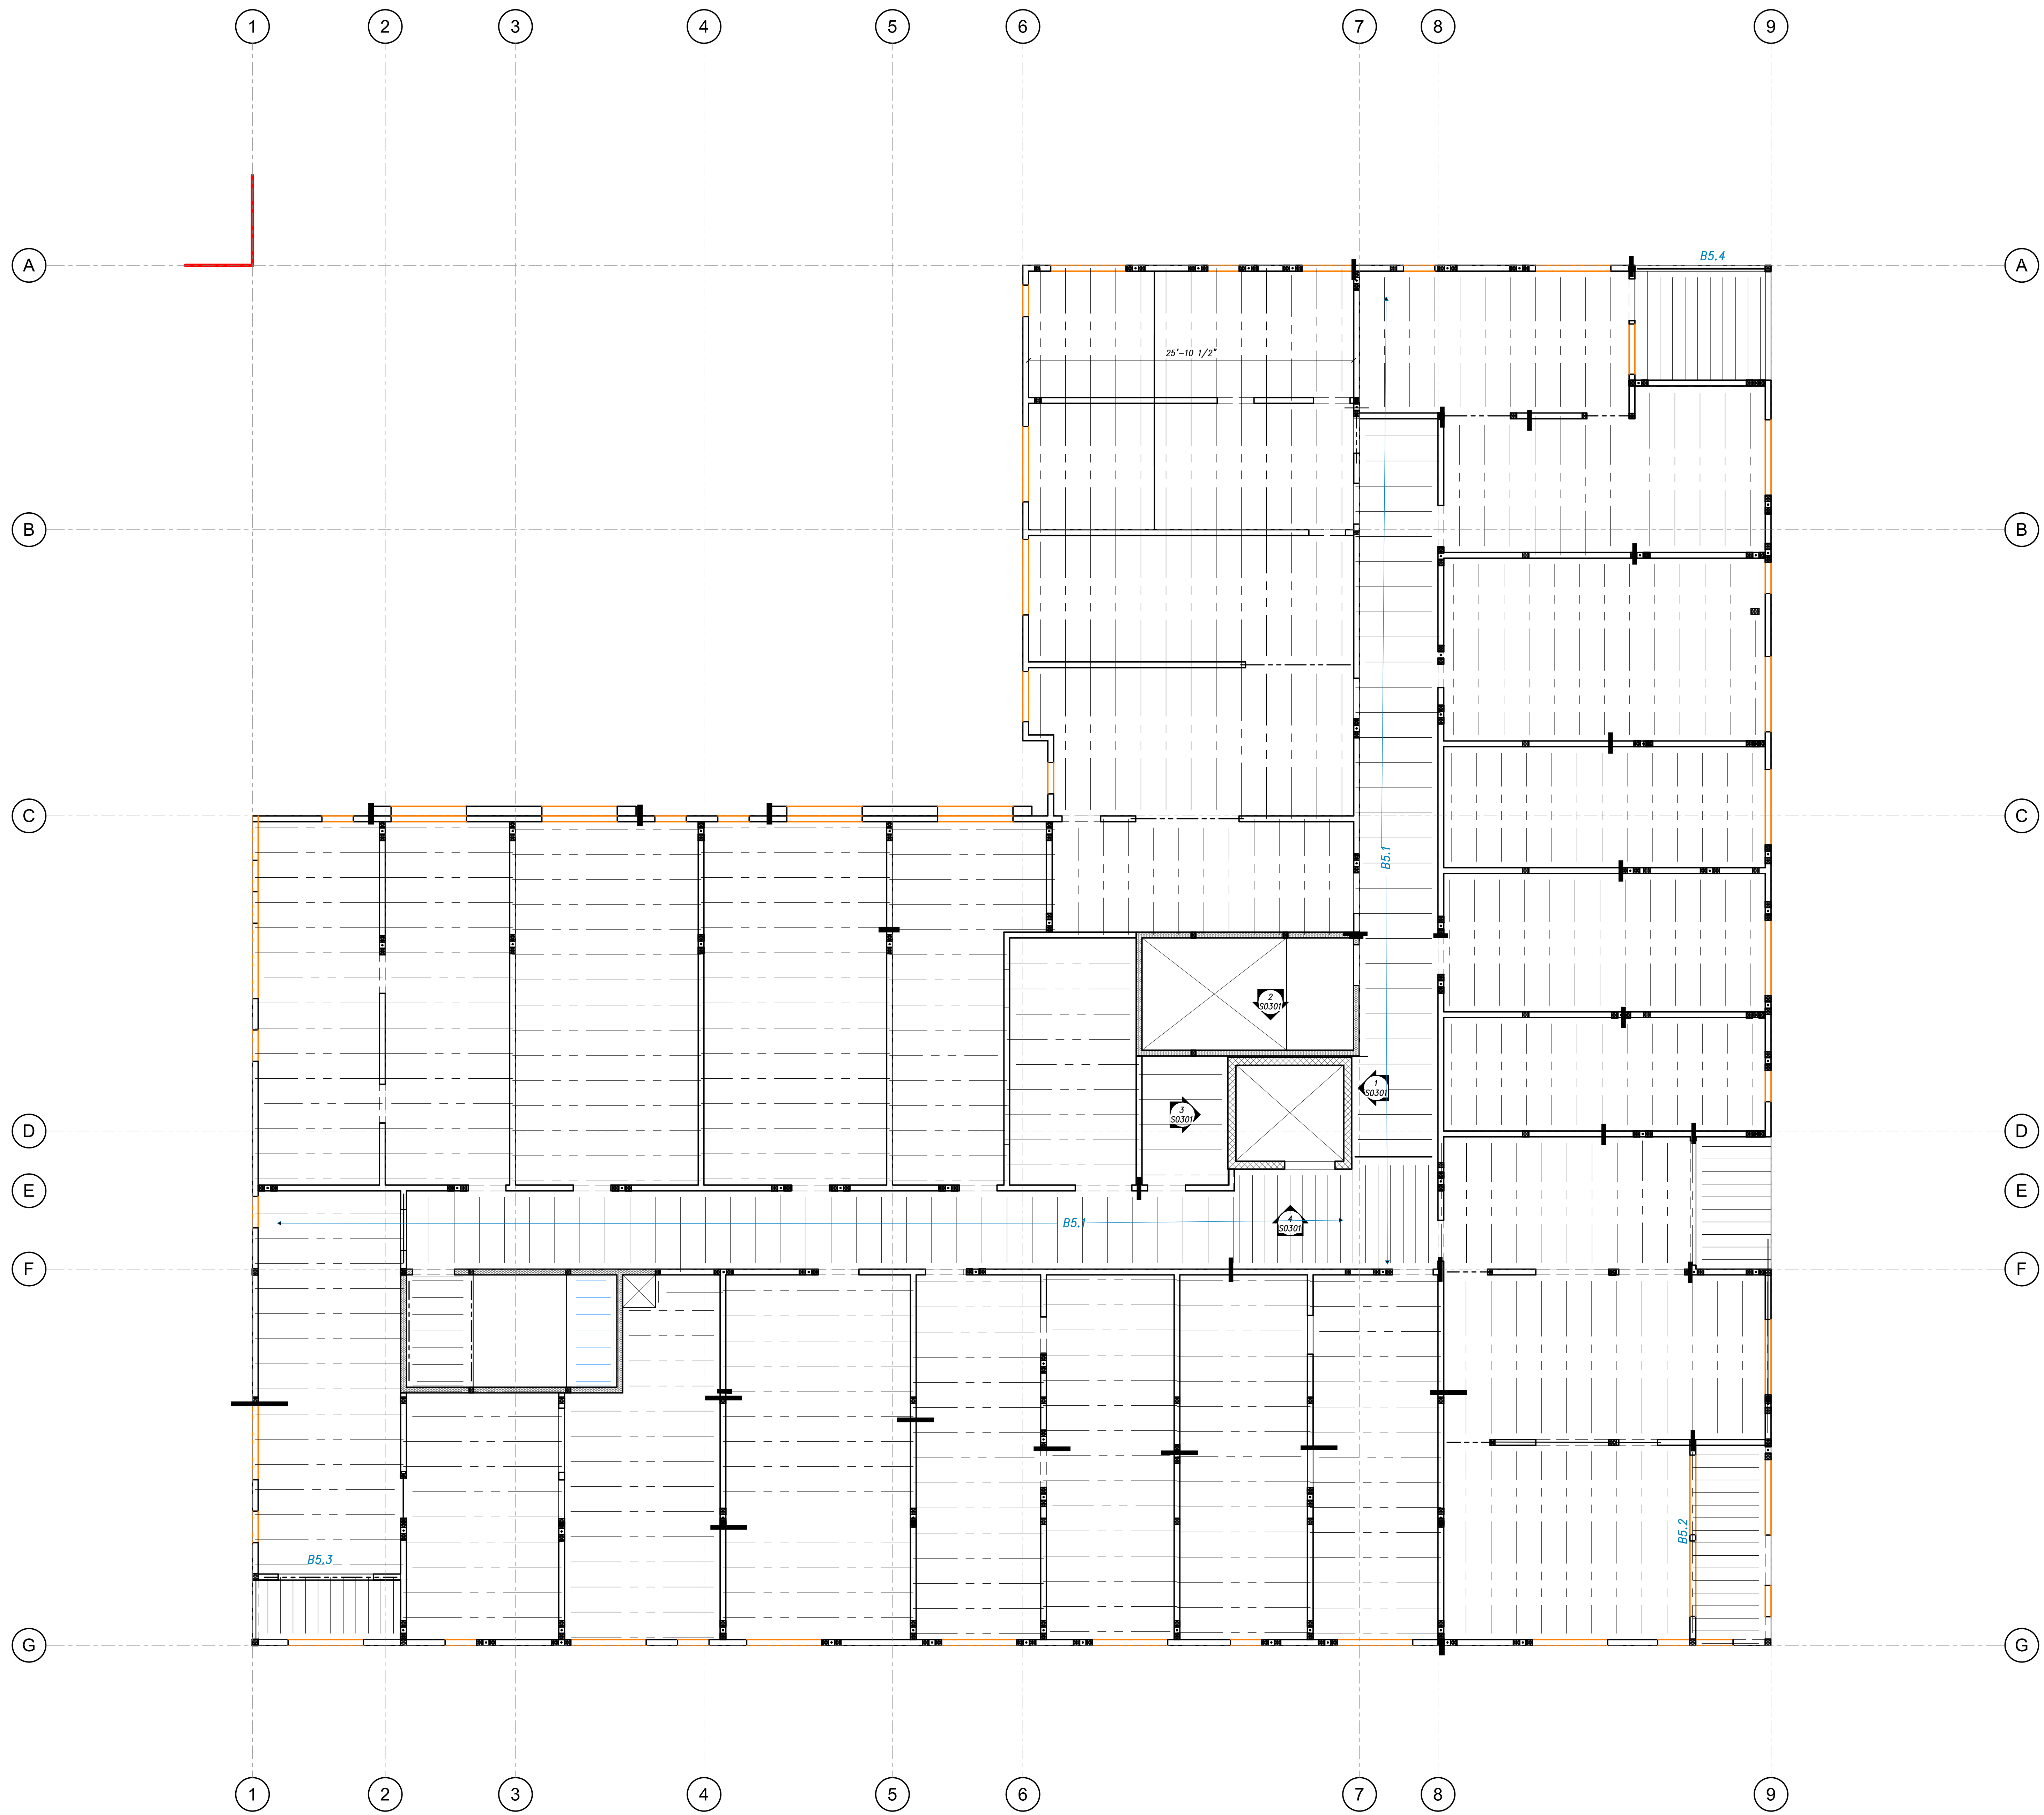 1 2 3 4 5 6 7 8 9
A B5.4 A
25'-10 1/2"
B B
C C
B5.1
2
S0301
1
S0301
3
S0301
D D
E E
B5.1
4
S0301
F F
B5.2
B5.3
G G
1 2 3 4 5 6 7 8 9